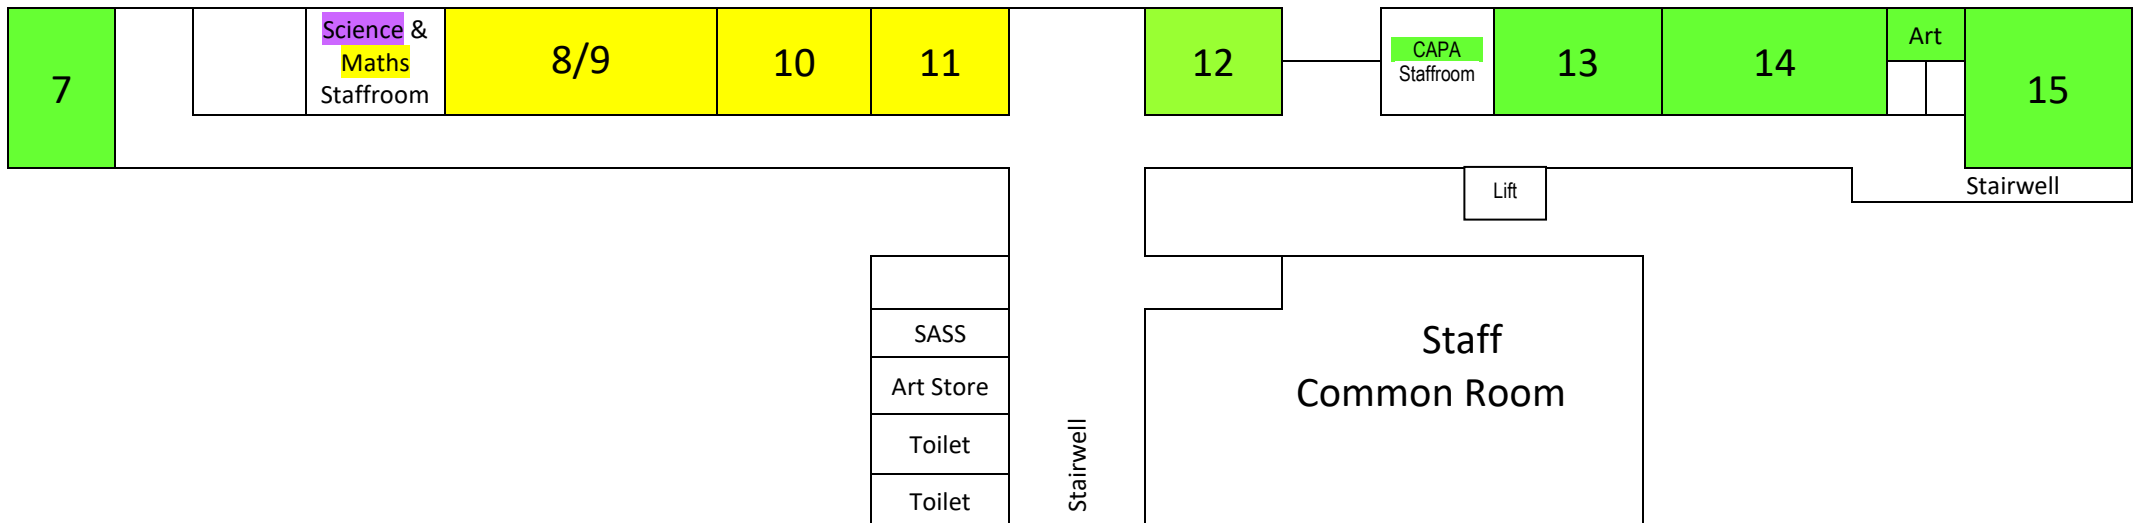 7
Science &
Maths
Staffroom
8/9
10
11
12
CAPA
Staffroom
13
14
Art
15
Lift
Stairwell
SASS
Art Store
Toilet
Toilet
Stairwell
Staff
Common Room